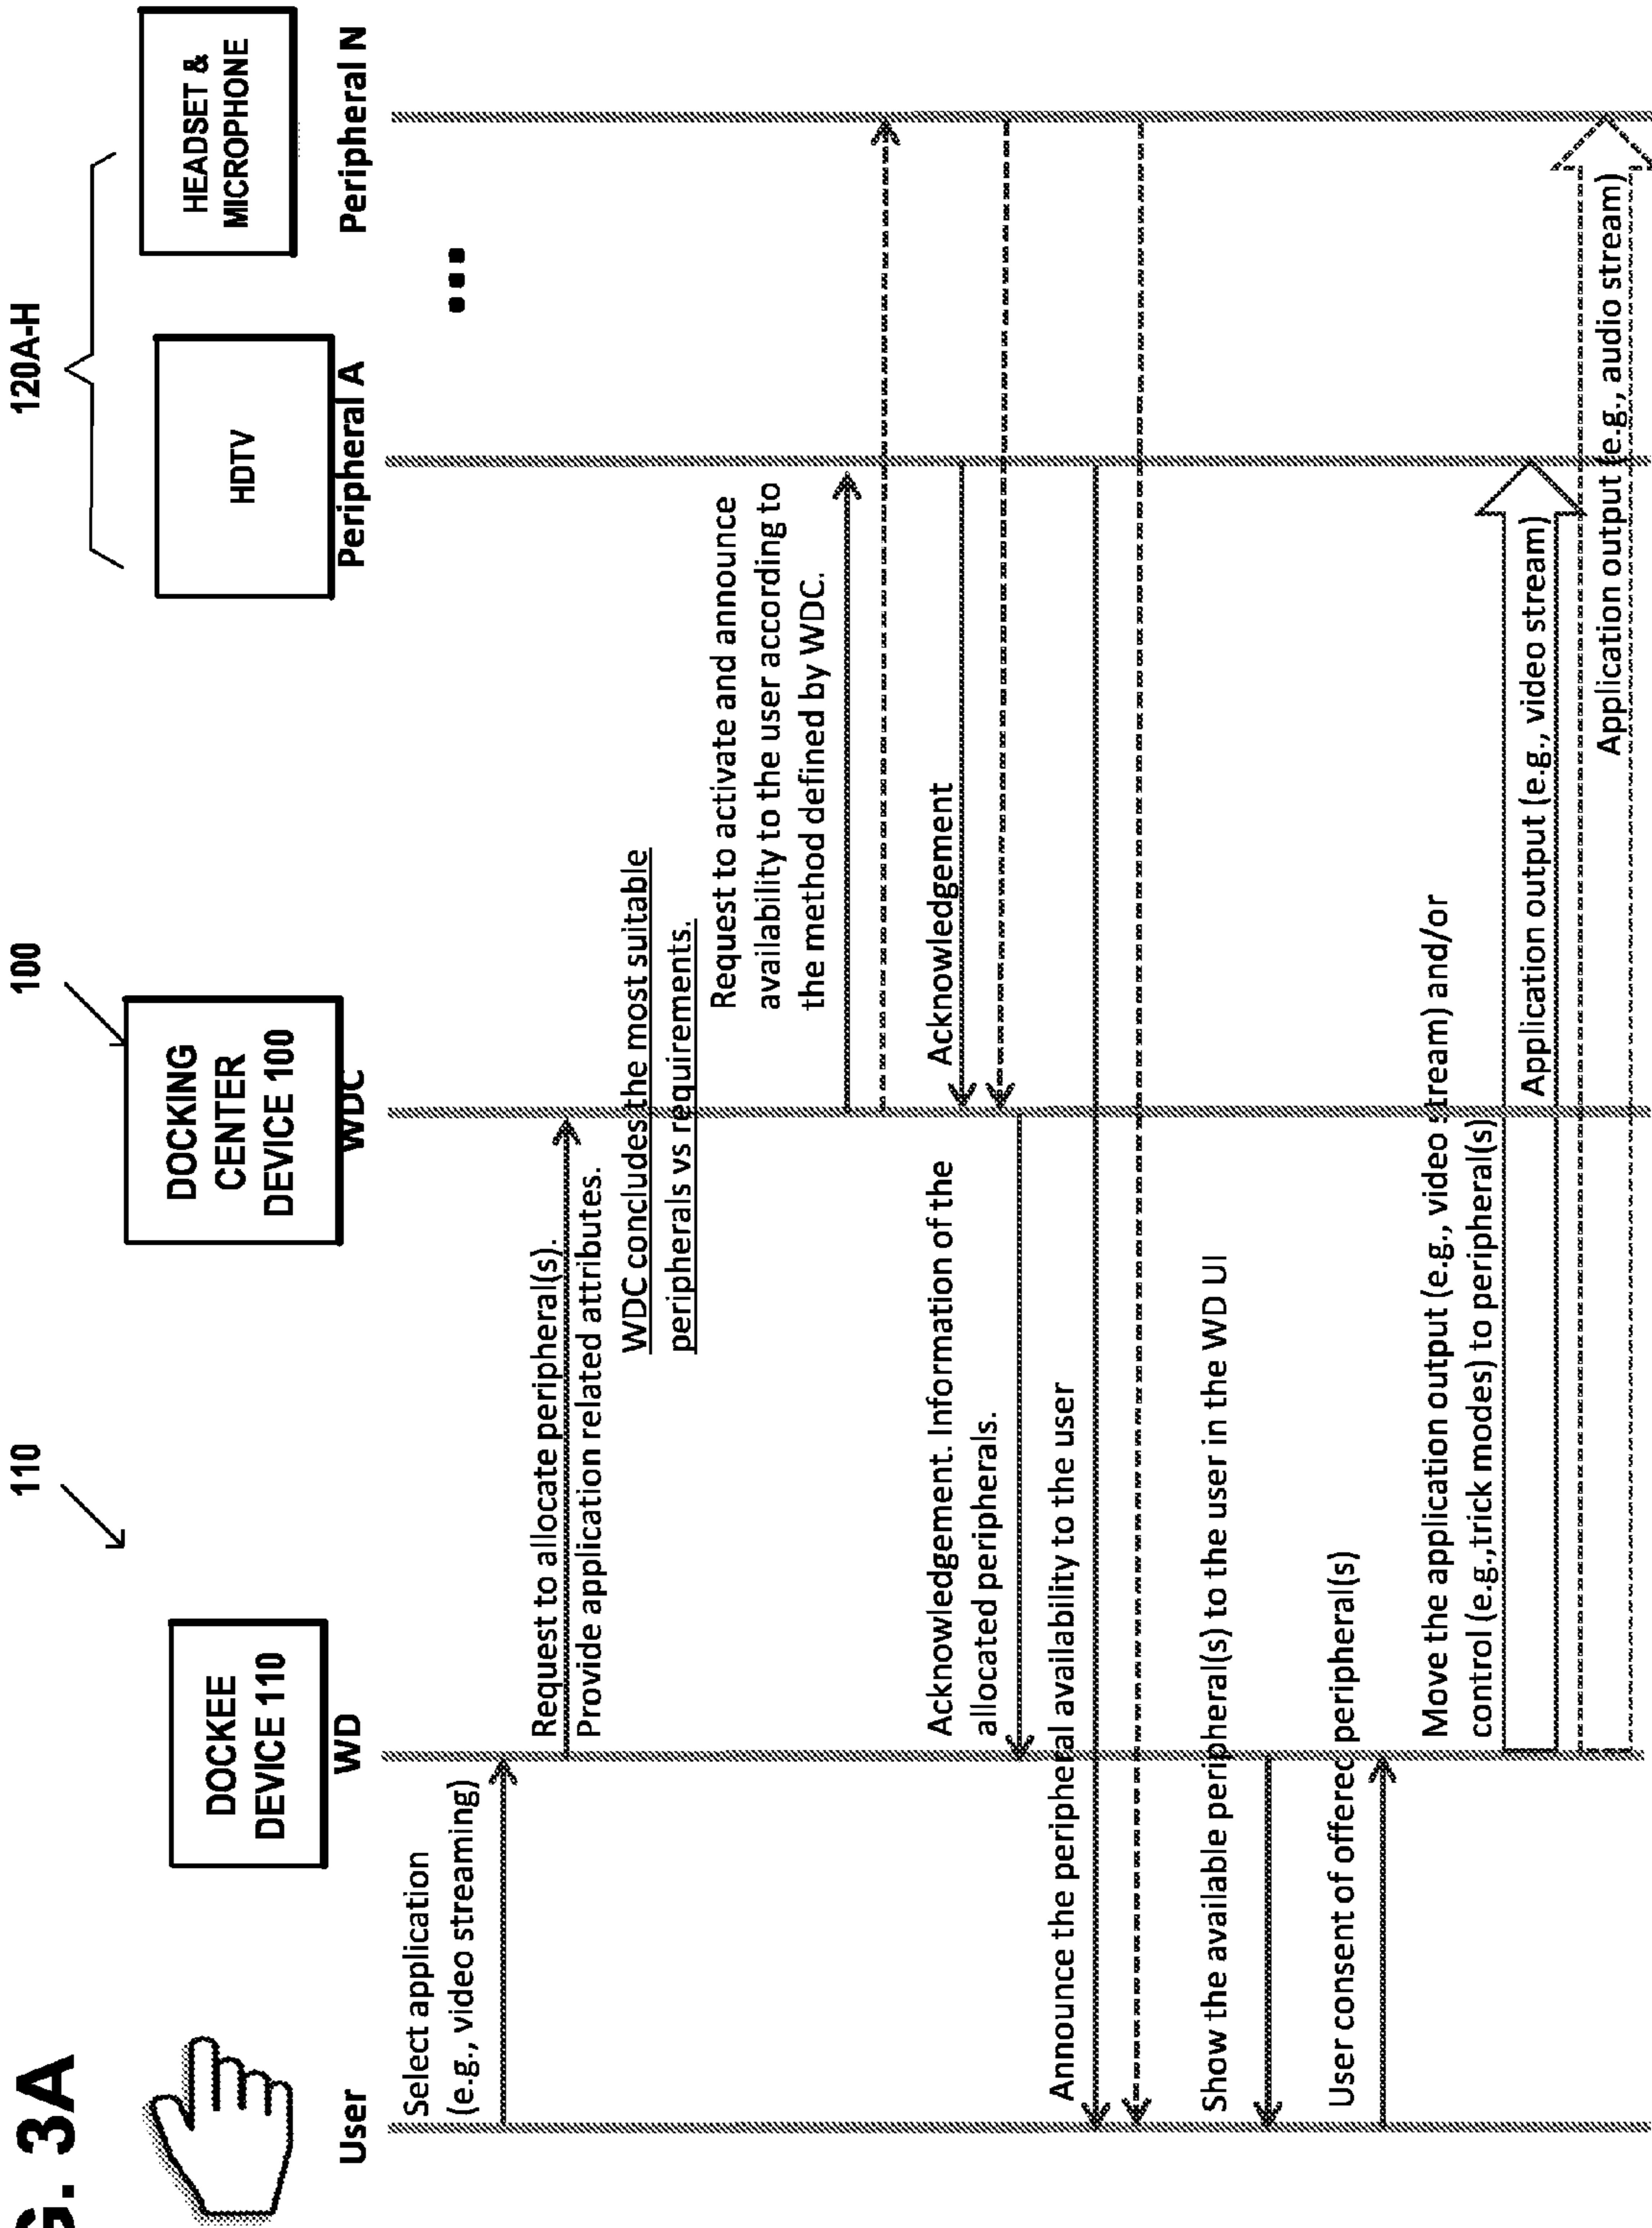 G. 3A
110
100
120A-H
DOCKEE
DEVICE 110
DOCKING
CENTER
DEVICE 100
HDTV
HEADSET &
MICROPHONE
User
WD
WDC
Peripheral A
Peripheral N
Select application
(e.g., video streaming)
Request to allocate peripheral(s).
Provide application related attributes.
WDC concludes the most suitable
peripherals vs requirements.
Request to activate and announce
availability to the user according to
the method defined by WDC.
Acknowledgement
Acknowledgement. Information of the
allocated peripherals.
Announce the peripheral availability to the user
Show the available peripheral(s) to the user in the WD UI
User consent of offered peripheral(s)
Move the application output (e.g., video stream) and/or
control (e.g.,trick modes) to peripheral(s)
Application output (e.g., video stream)
Application output (e.g., audio stream)